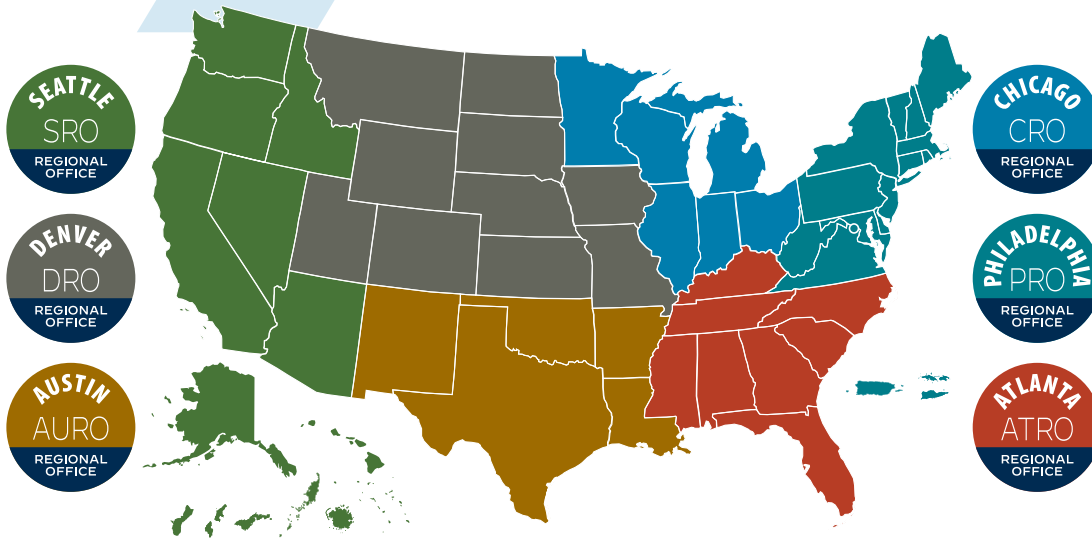 SEATTLE
SRO
REGIONAL
OFFICE
DENVER
DRO
REGIONAL
OFFICE
AUSTIN
AURO
REGIONAL
OFFICE
CHICAGO
CRO
REGIONAL
OFFICE
PHILADELPHIA
PRO
REGIONAL
OFFICE
ATLANTA
ATRO
REGIONAL
OFFICE